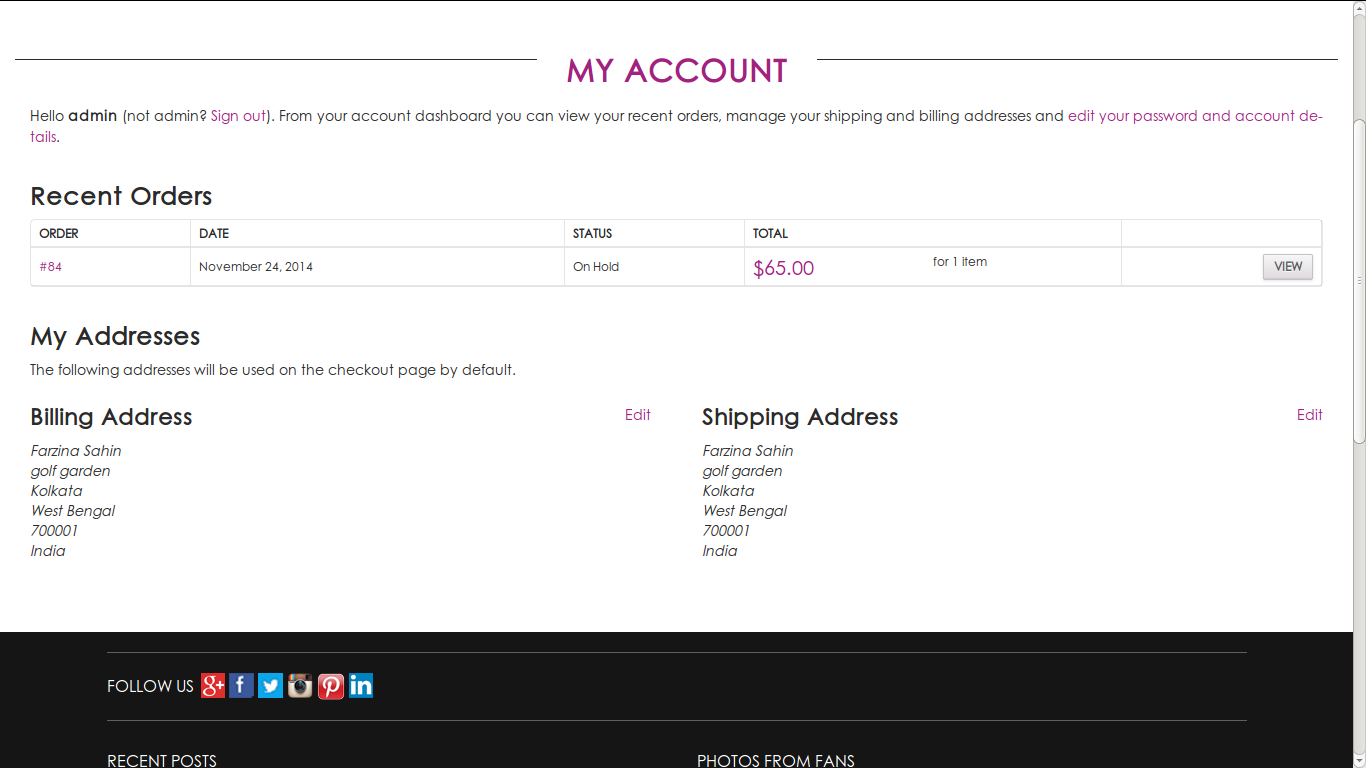 MY ACCOUNT
Hello admin (not admin? Sign out). From your account dashboard you can view your recent orders, manage your shipping and billing addresses and edit your password and account de-
tails.
Recent Orders
ORDER DATE STATUS TOTAL
#84 November 24, 2014 On Hold $65.00 for 1 item VIEW
My Addresses
The following addresses will be used on the checkout page by default.
Billing Address Edit
Farzina Sahin
golf garden
Kolkata
West Bengal
700001
India
Shipping Address Edit
Farzina Sahin
golf garden
Kolkata
West Bengal
700001
India
FOLLOW US
RECENT POSTS
PHOTOS FROM FANS